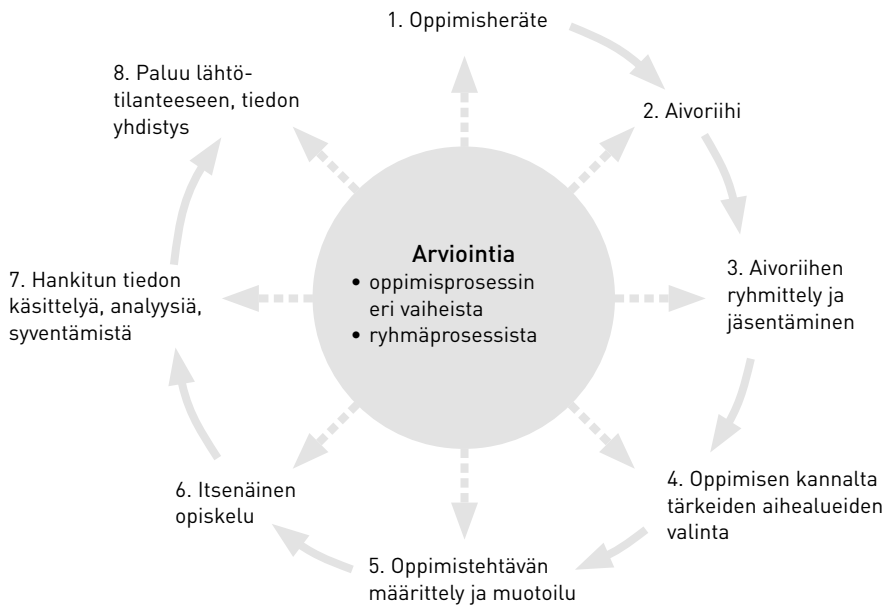 1. Oppimisheräte
2. Aivoriihi
3. Aivoriihen
ryhmittely ja
jäsentäminen
4. Oppimisen kannalta
tärkeiden aihealueiden
valinta
5. Oppimistehtävän
määrittely ja muotoilu
6. Itsenäinen
opiskelu
7. Hankitun tiedon
käsittelyä, analyysiä,
syventämistä
8. Paluu lähtö-
tilanteeseen, tiedon
yhdistys
Arviointia
• oppimisprosessin
eri vaiheista
• ryhmäprosessista